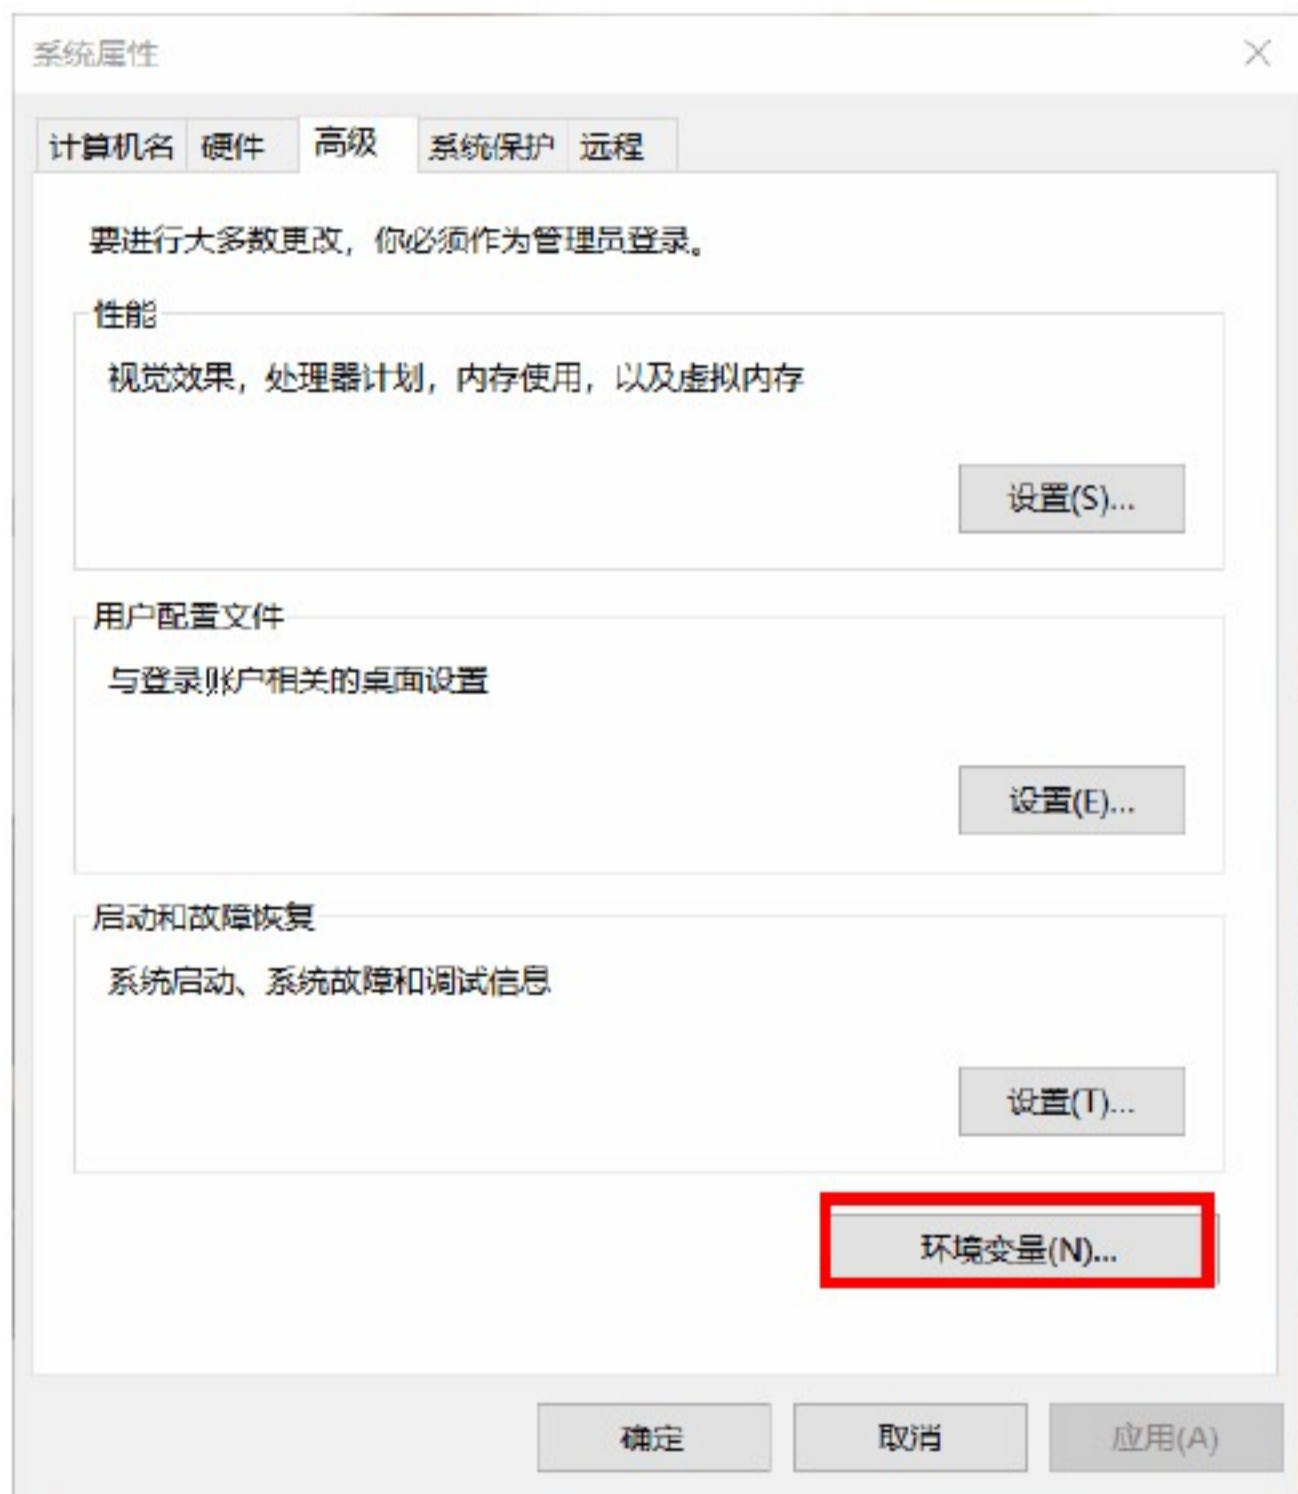 系统属性
计算机名 硬件 高级 系统保护 远程
要进行大多数更改，你必须作为管理员登录。
性能
视觉效果，处理器计划，内存使用，以及虚拟内存
设置(S)...
用户配置文件
与登录账户相关的桌面设置
设置(E)...
启动和故障恢复
系统启动、系统故障和调试信息
设置(T)...
环境变量(N)...
确定 取消 应用(A)